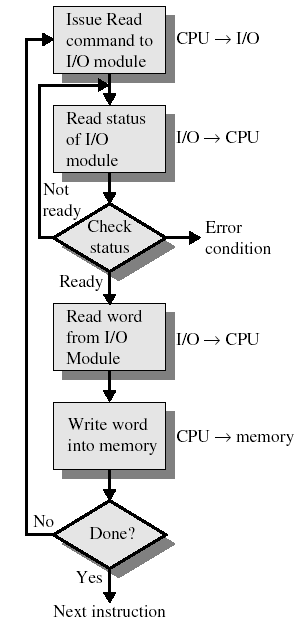 Issue Read
command to
I/O module
CPU → I/O
Read status
of I/O
module
I/O → CPU
Not
ready
Check
status
Error
condition
Ready
Read word
from I/O
Module
I/O → CPU
Write word
into memory
CPU → memory
No
Done?
Yes
Next instruction